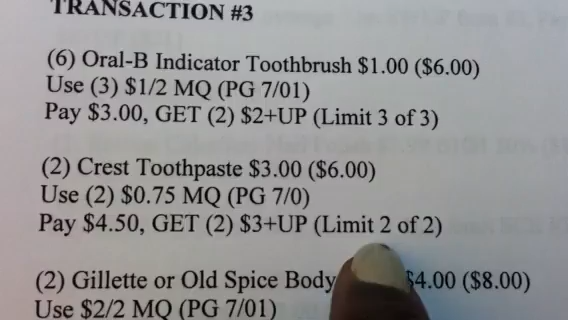 TRANSACTION #3
(6) Oral-B Indicator Toothbrush $1.00 ($6.00)
Use (3) $1/2 MQ (PG 7/01)
Pay $3.00, GET (2) $2+UP (Limit 3 of 3)
(2) Crest Toothpaste $3.00 ($6.00)
Use (2) $0.75 MQ (PG 7/0)
Pay $4.50, GET (2) $3+UP (Limit 2 of 2)
(2) Gillette or Old Spice Body $4.00 ($8.00)
Use $2/2 MQ (PG 7/01)